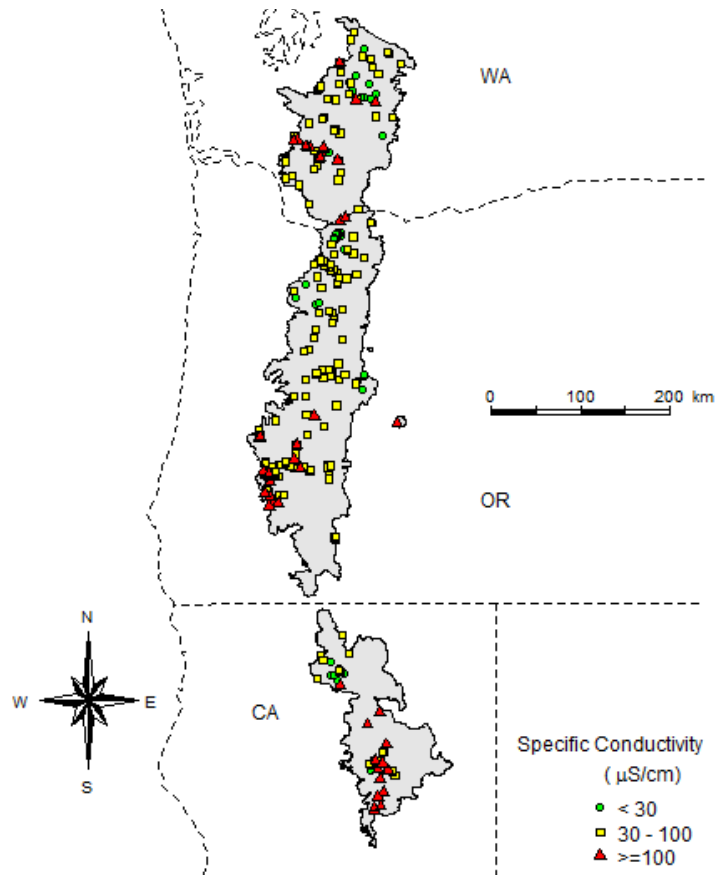 WA
0 100 200 km
OR
N
W E
S
CA
Specific Conductivity
( µS/cm)
< 30
30 - 100
>=100